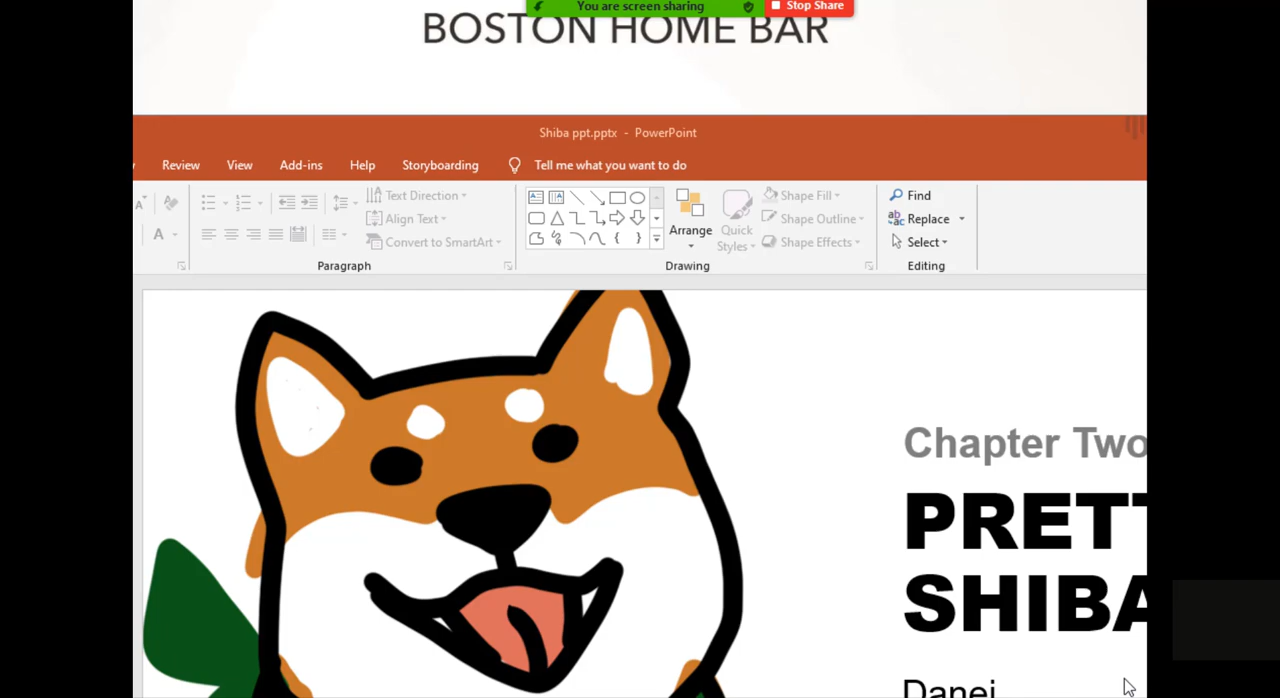 You are screen sharing
Stop Share
BOSTON HOME BAR
Shiba ppt.pptx - PowerPoint
Review View Add-ins Help Storyboarding Tell me what you want to do
Text Direction
Align Text
Convert to SmartArt
Paragraph
Arrange
Quick Styles
Shape Fill
Shape Outline
Shape Effects
Drawing
Find
Replace
Select
Editing
Chapter Two
PRETT
SHIBA
Danei